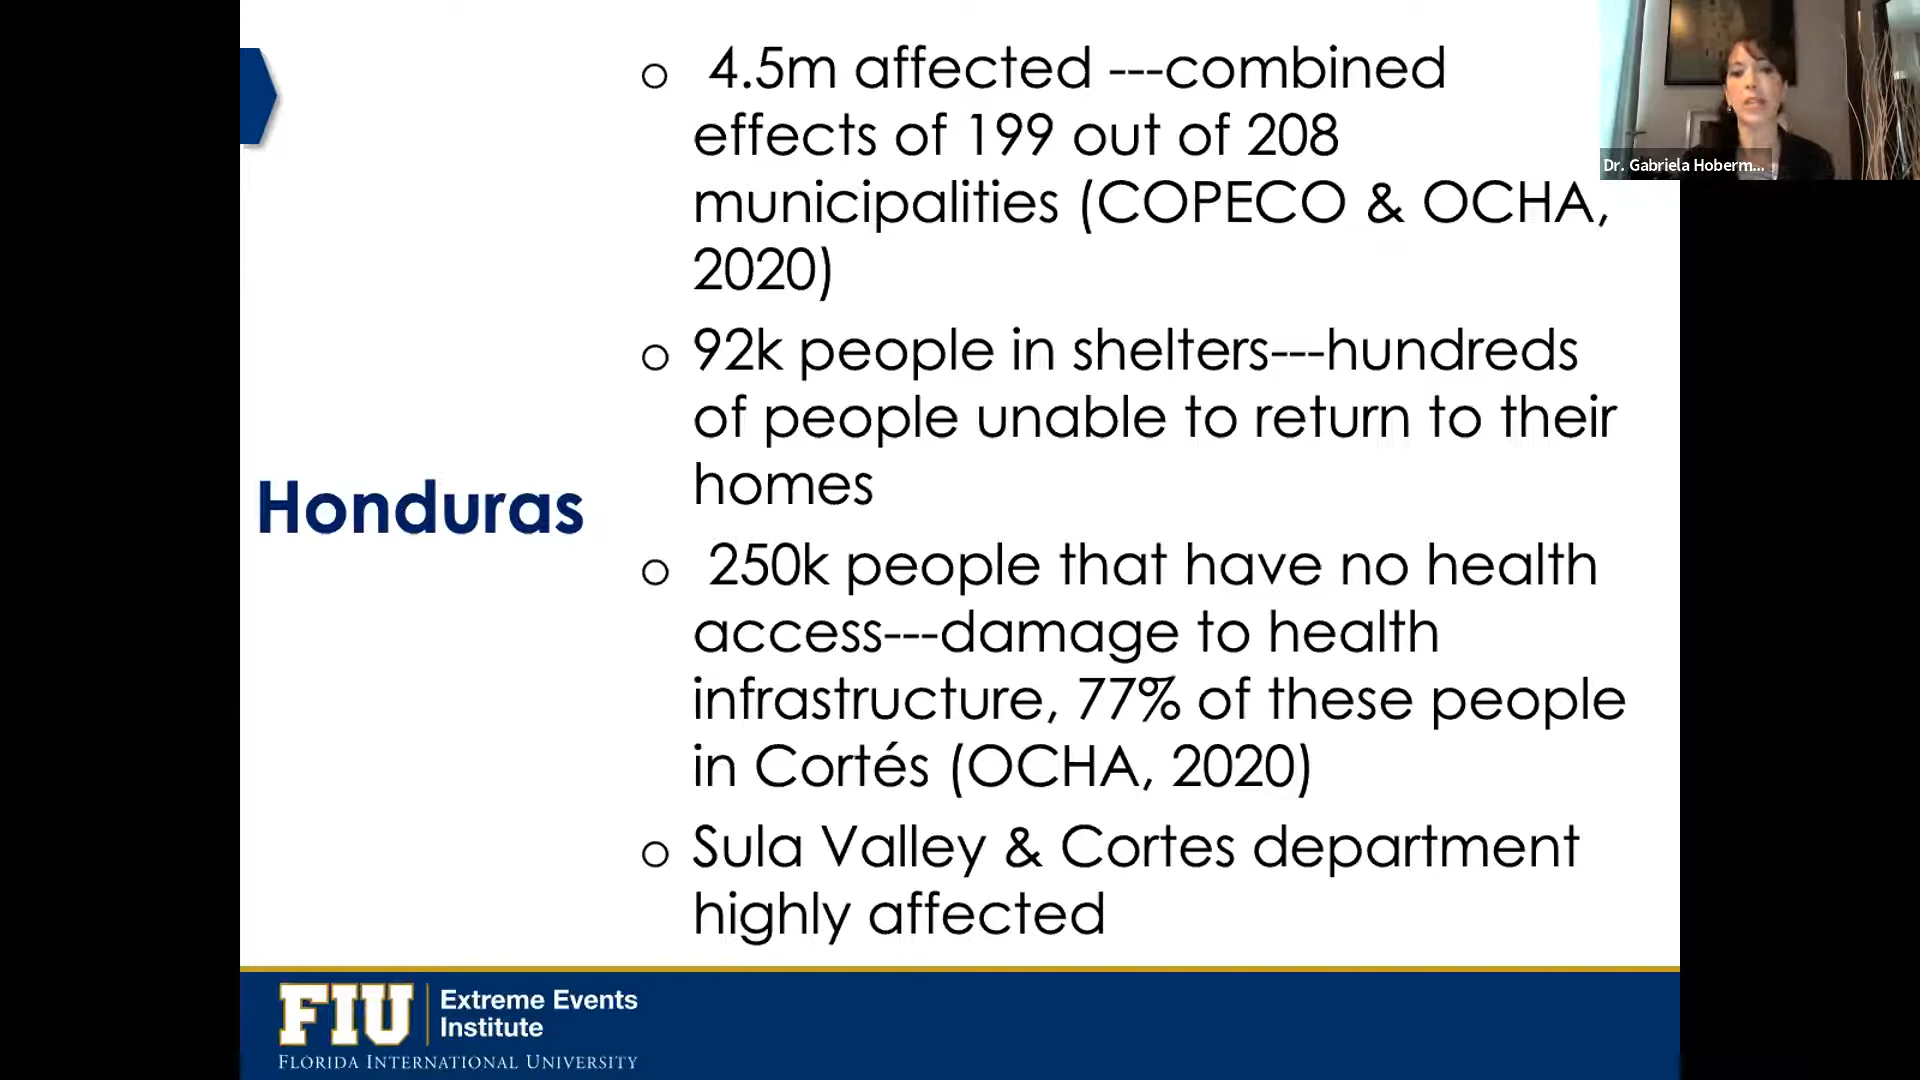 4.5m affected ---combined
effects of 199 out of 208
municipalities (COPECO & OCHA,
2020)
92k people in shelters---hundreds
of people unable to return to their
homes
Honduras
250k people that have no health
access---damage to health
infrastructure, 77% of these people
in Cortés (OCHA, 2020)
Sula Valley & Cortes department
highly affected
Dr. Gabriela Hoberm...
FIU
Extreme Events
Institute
FLORIDA INTERNATIONAL UNIVERSITY